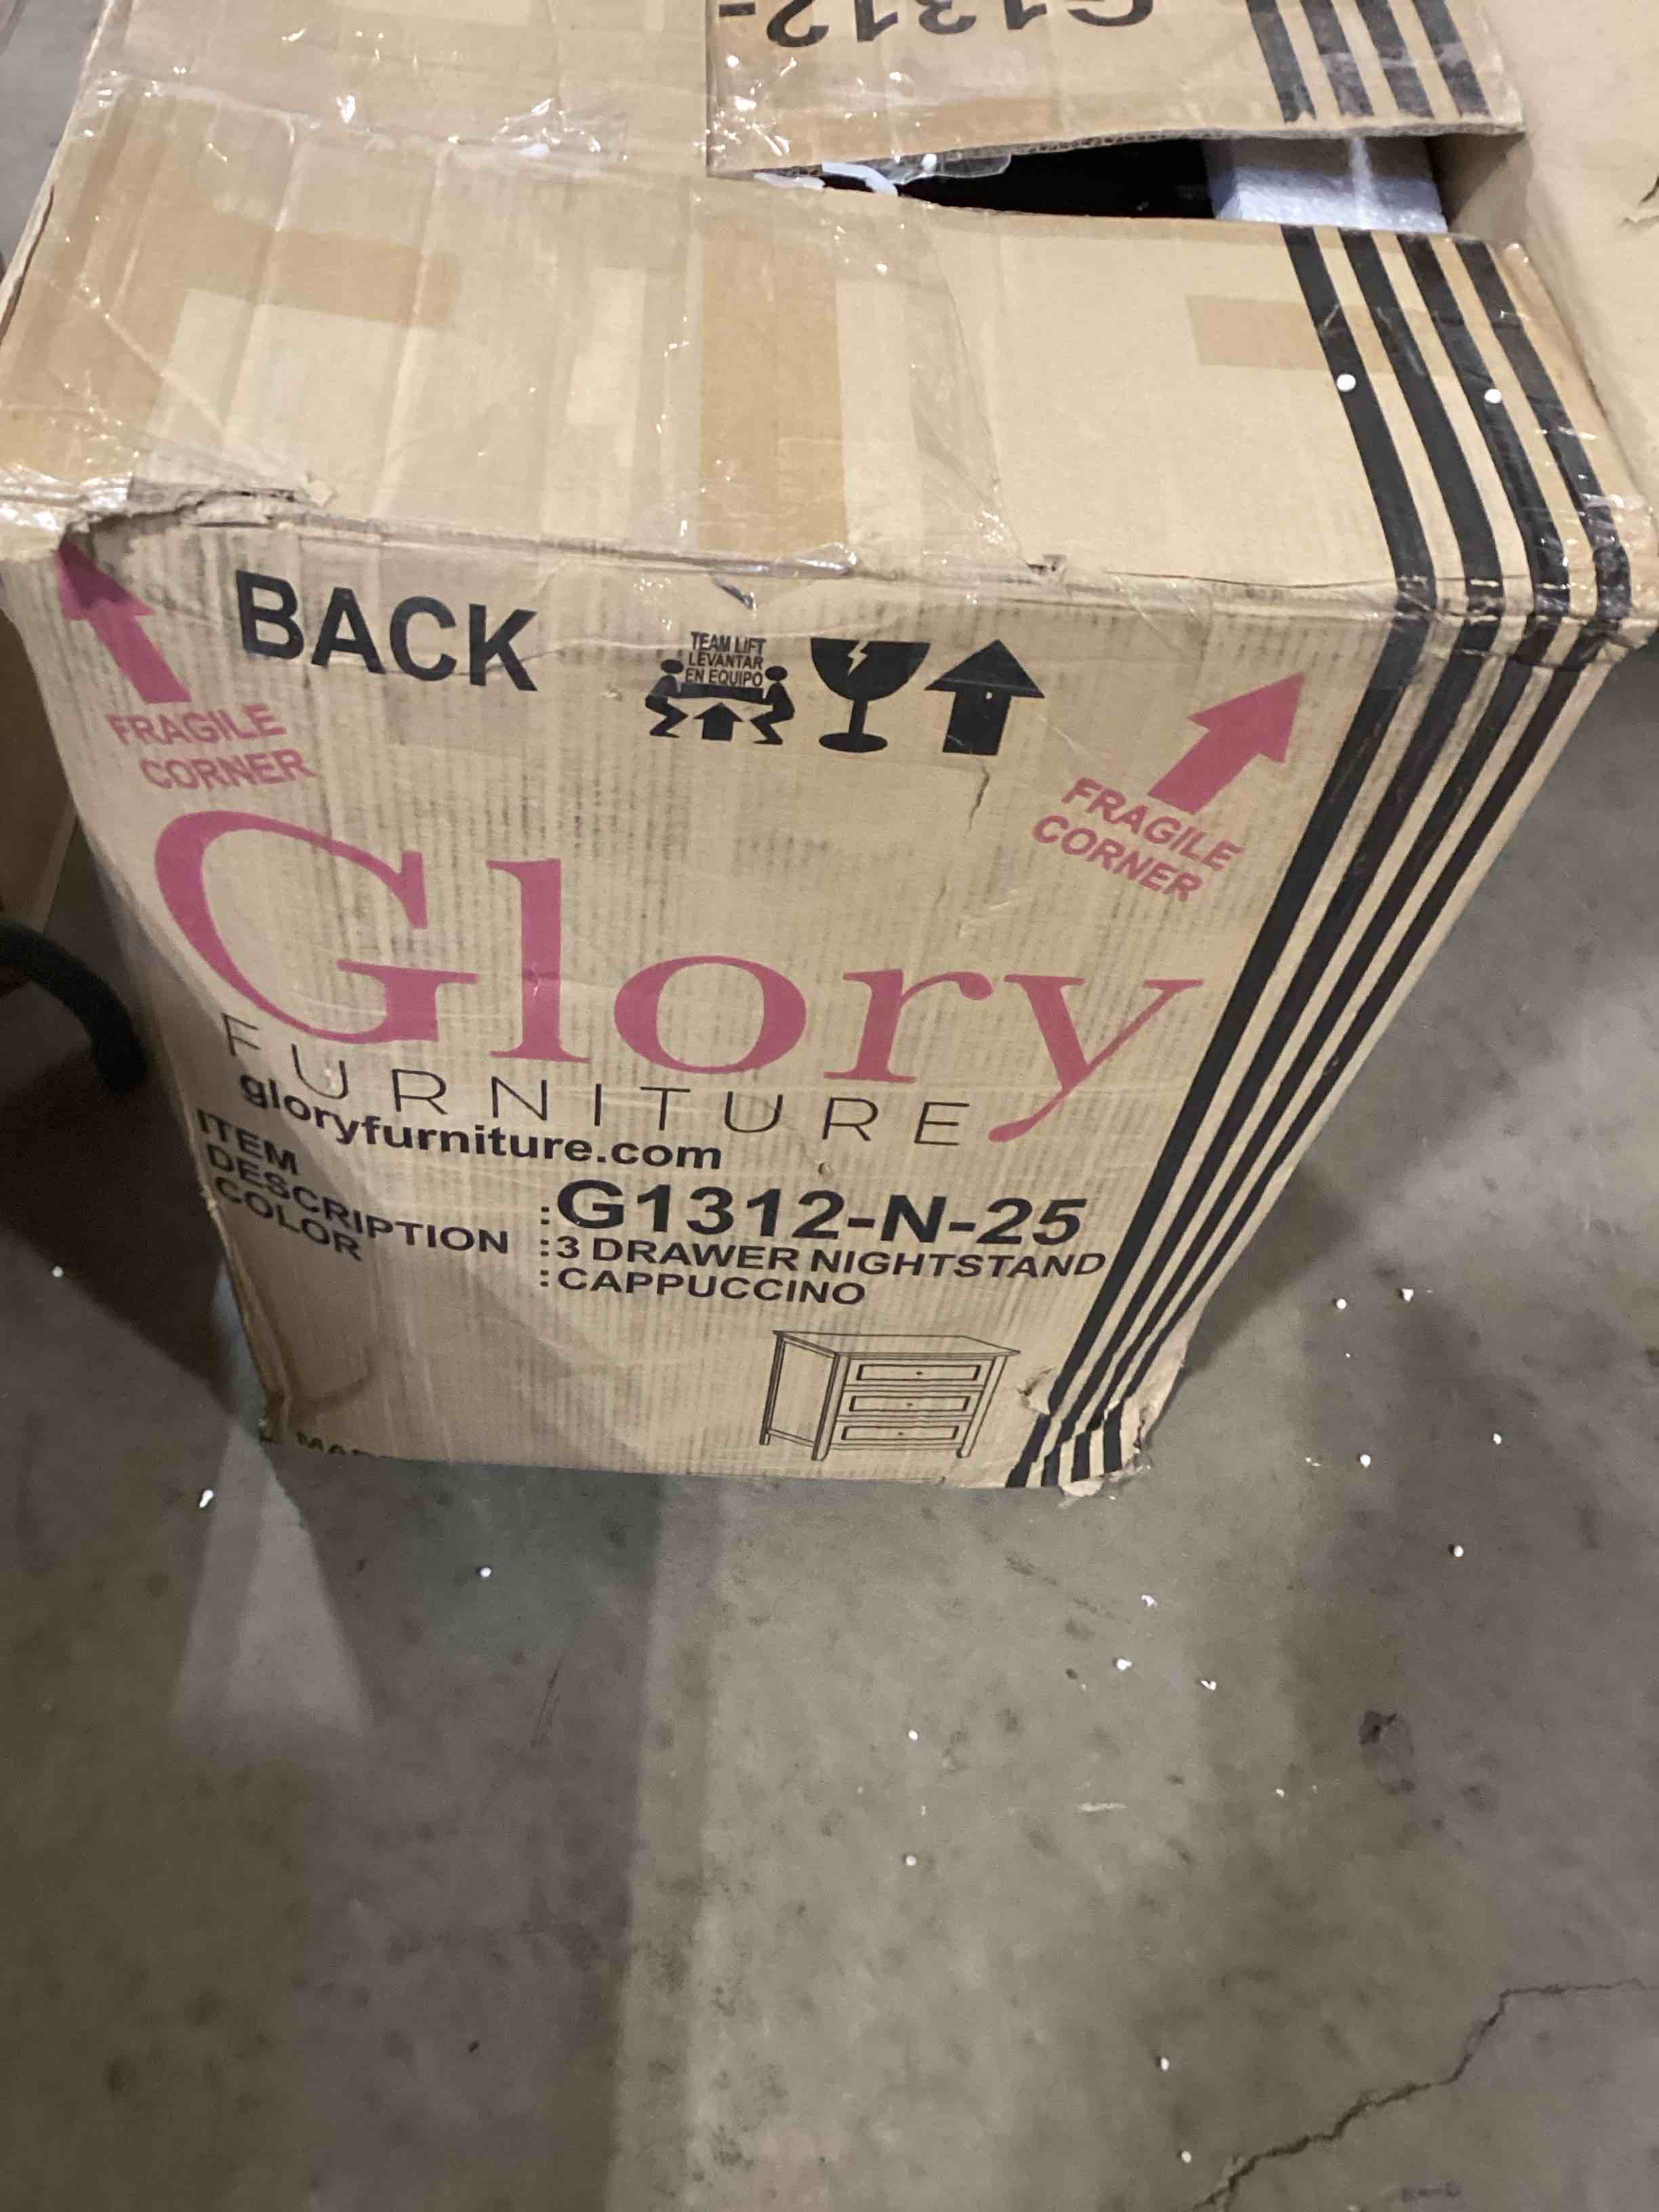 G1312-
BACK
TEAM LIFT
LEVANTAR
EN EQUIPO
FRAGILE
CORNER
FRAGILE
CORNER
Glory
FURNITURE
gloryfurniture.com
ITEM :G1312-N-25
DESCRIPTION :3 DRAWER NIGHTSTAND
COLOR :CAPPUCCINO